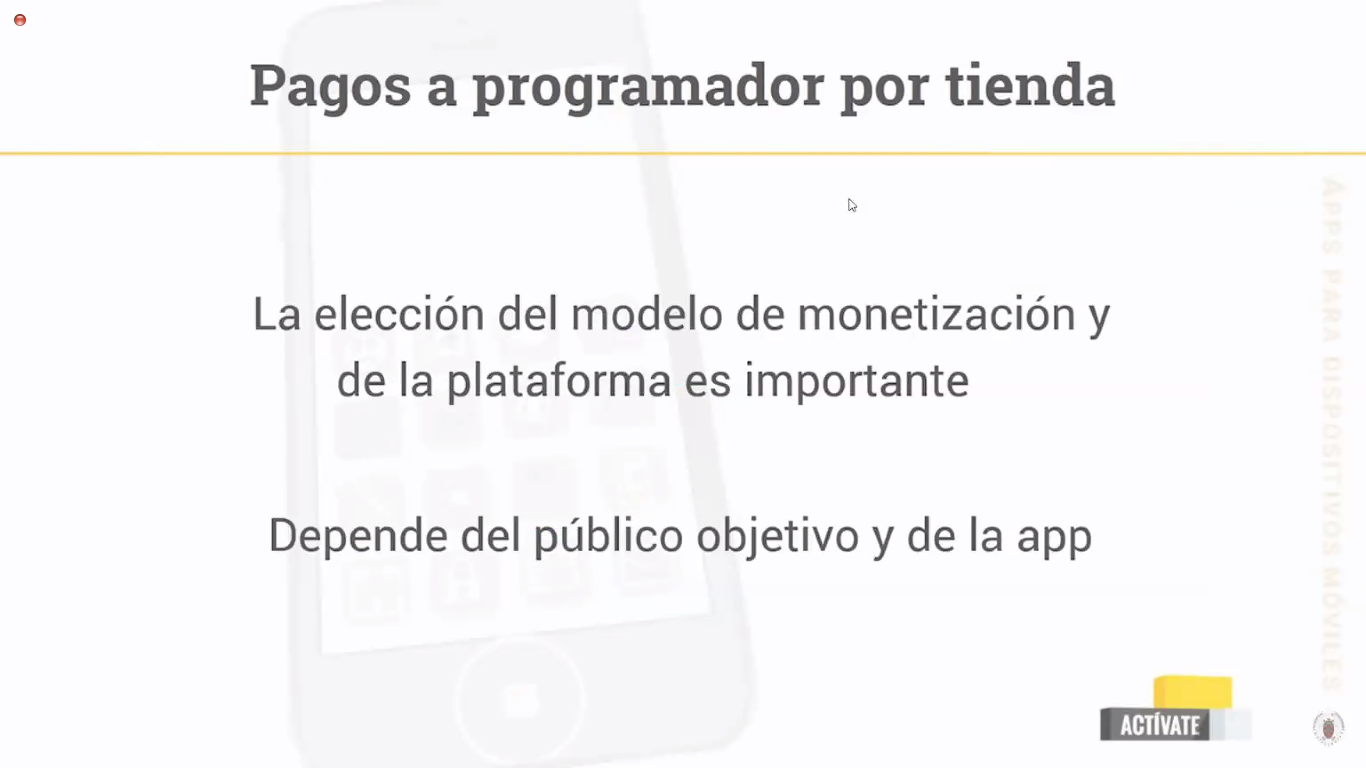 Pagos a programador por tienda
La elección del modelo de monetización y
de la plataforma es importante
Depende del público objetivo y de la app
APPS PARA DISPOSITIVOS MÓVILES
ACTÍVATE